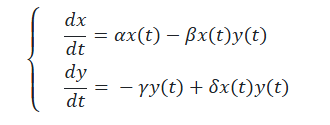 dx/dt = αx(t) − βx(t)y(t)
dy/dt = − γy(t) + δx(t)y(t)